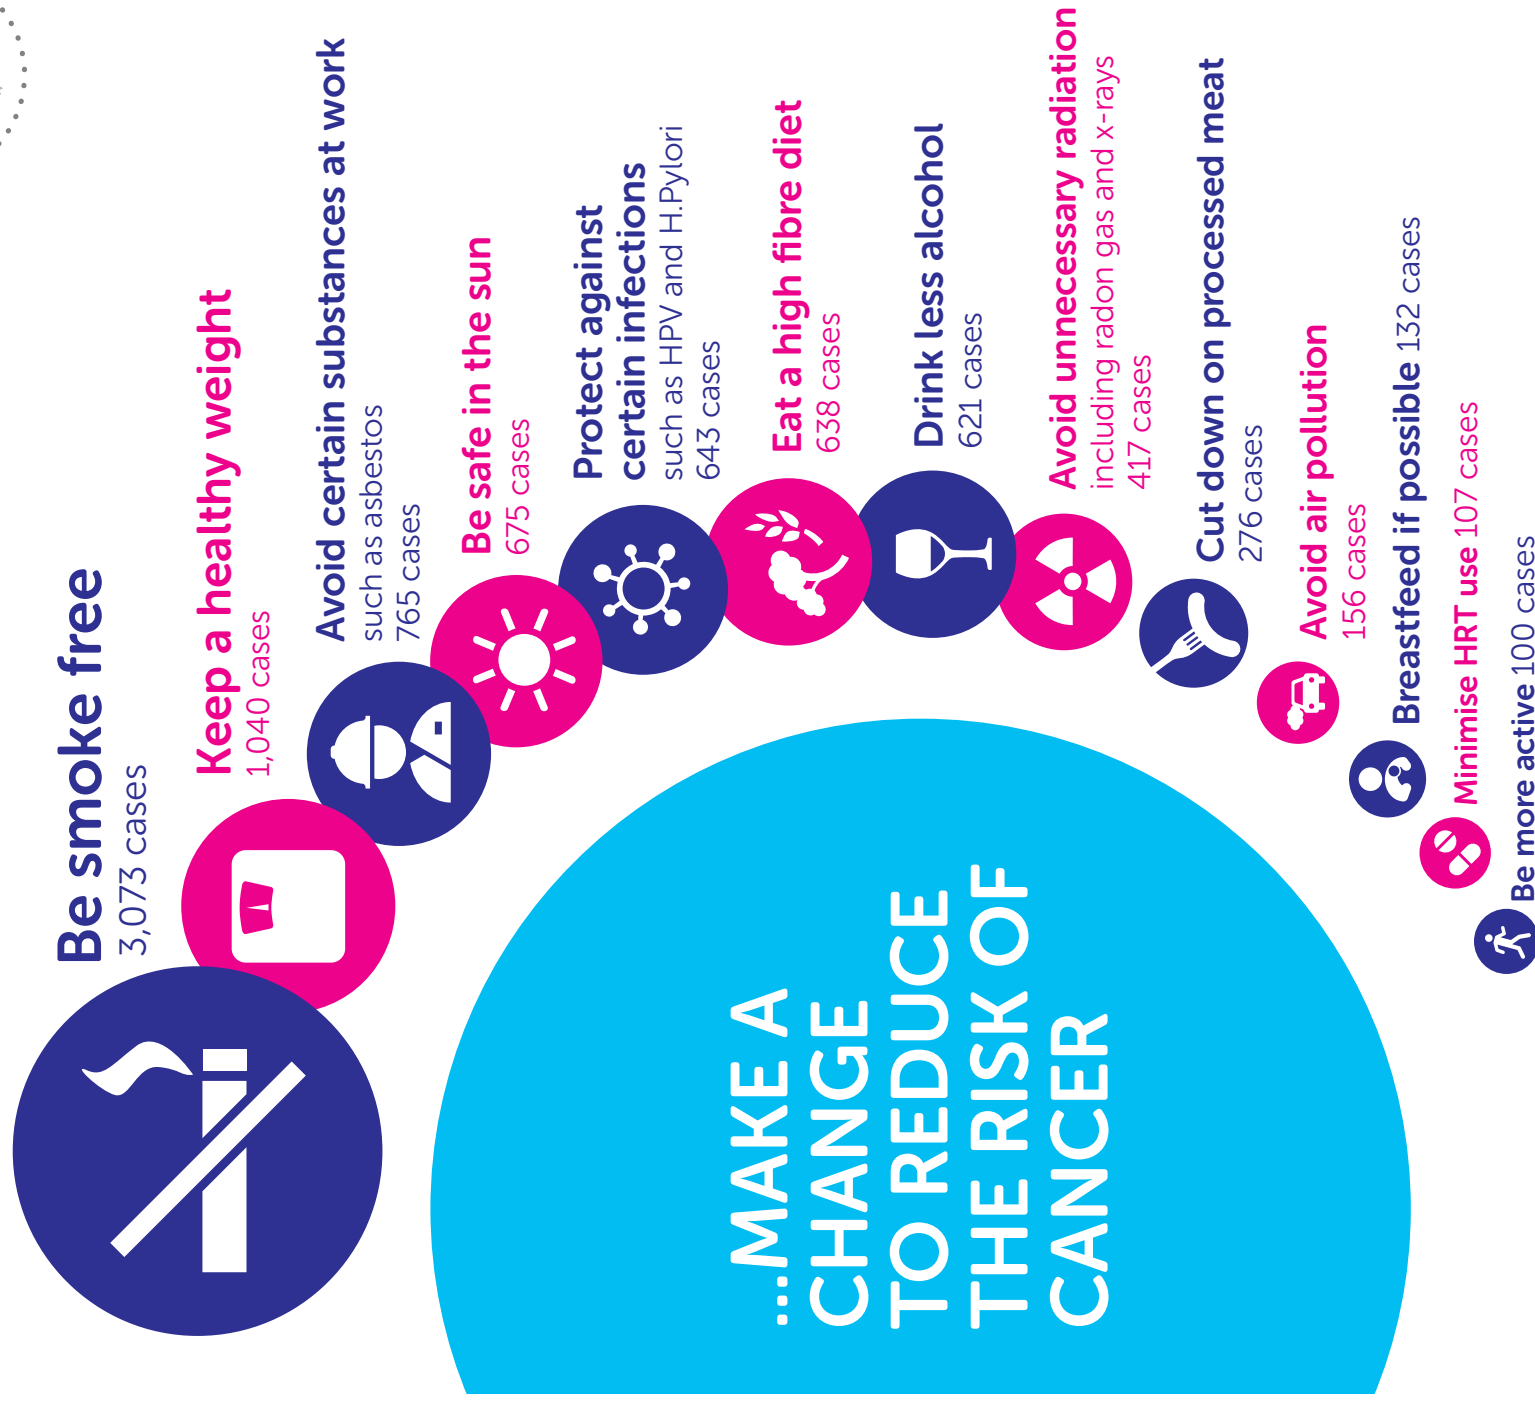 Be smoke free
3,073 cases
Keep a healthy weight
1,040 cases
Avoid certain substances at work
such as asbestos
765 cases
Be safe in the sun
675 cases
Protect against
certain infections
such as HPV and H.Pylori
643 cases
Eat a high fibre diet
638 cases
Drink less alcohol
621 cases
Avoid unnecessary radiation
including radon gas and x-rays
417 cases
Cut down on processed meat
276 cases
Avoid air pollution
156 cases
Breastfeed if possible 132 cases
Minimise HRT use 107 cases
Be more active 100 cases
...MAKE A
CHANGE
TO REDUCE
THE RISK OF
CANCER